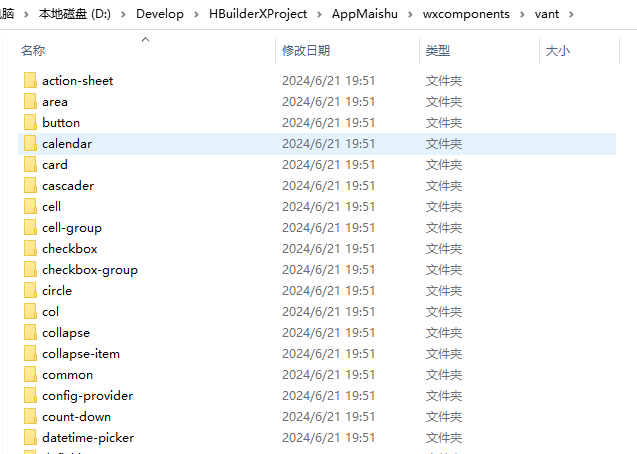 本地磁盘 (D:) › Develop › HBuilderXProject › AppMaishu › wxcomponents › vant ›
名称 修改日期 类型 大小
action-sheet 2024/6/21 19:51 文件夹
area 2024/6/21 19:51 文件夹
button 2024/6/21 19:51 文件夹
calendar 2024/6/21 19:51 文件夹
card 2024/6/21 19:51 文件夹
cascader 2024/6/21 19:51 文件夹
cell 2024/6/21 19:51 文件夹
cell-group 2024/6/21 19:51 文件夹
checkbox 2024/6/21 19:51 文件夹
checkbox-group 2024/6/21 19:51 文件夹
circle 2024/6/21 19:51 文件夹
col 2024/6/21 19:51 文件夹
collapse 2024/6/21 19:51 文件夹
collapse-item 2024/6/21 19:51 文件夹
common 2024/6/21 19:51 文件夹
config-provider 2024/6/21 19:51 文件夹
count-down 2024/6/21 19:51 文件夹
datetime-picker 2024/6/21 19:51 文件夹